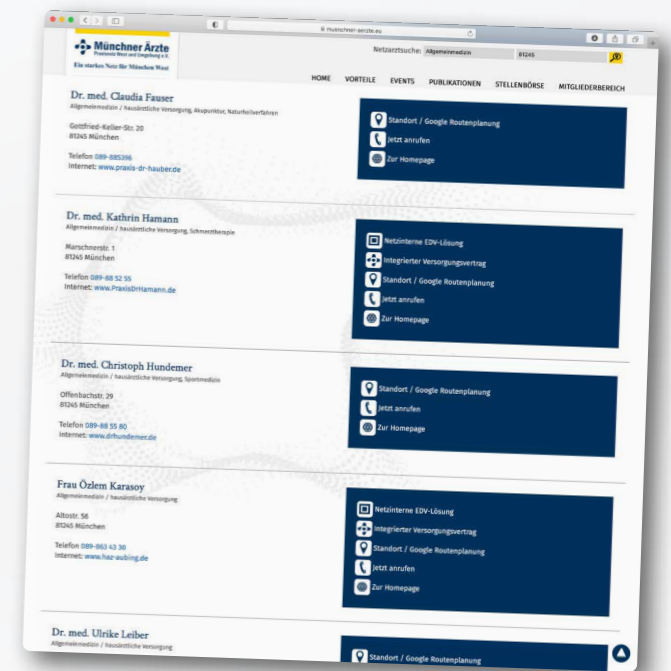 muenchner-aerzte.eu
Münchner Ärzte
Praxisnetz West und Umgebung e.V.
Ein starkes Netz für München West
Netzarztsuche: Allgemeinmedizin 81245
HOME VORTEILE EVENTS PUBLIKATIONEN STELLENBÖRSE MITGLIEDERBEREICH
Dr. med. Claudia Fauser
Allgemeinmedizin / hausärztliche Versorgung, Akupunktur, Naturheilverfahren
Gottfried-Keller-Str. 20
81245 München
Telefon 089-885396
Internet: www.praxis-dr-hauber.de
Standort / Google Routenplanung
Jetzt anrufen
Zur Homepage
Dr. med. Kathrin Hamann
Allgemeinmedizin / hausärztliche Versorgung, Schmerztherapie
Marschnerstr. 1
81245 München
Telefon 089-88 52 55
Internet: www.PraxisDrHamann.de
Netzinterne EDV-Lösung
Integrierter Versorgungsvertrag
Standort / Google Routenplanung
Jetzt anrufen
Zur Homepage
Dr. med. Christoph Hundemer
Allgemeinmedizin / hausärztliche Versorgung, Sportmedizin
Offenbachstr. 29
81245 München
Telefon 089-88 55 80
Internet: www.drhundemer.de
Standort / Google Routenplanung
Jetzt anrufen
Zur Homepage
Frau Özlem Karasoy
Allgemeinmedizin / hausärztliche Versorgung
Altostr. 56
81245 München
Telefon 089-863 43 30
Internet: www.haz-aubing.de
Netzinterne EDV-Lösung
Integrierter Versorgungsvertrag
Standort / Google Routenplanung
Jetzt anrufen
Zur Homepage
Dr. med. Ulrike Leiber
Allgemeinmedizin / hausärztliche Versorgung
Standort / Google Routenplanung